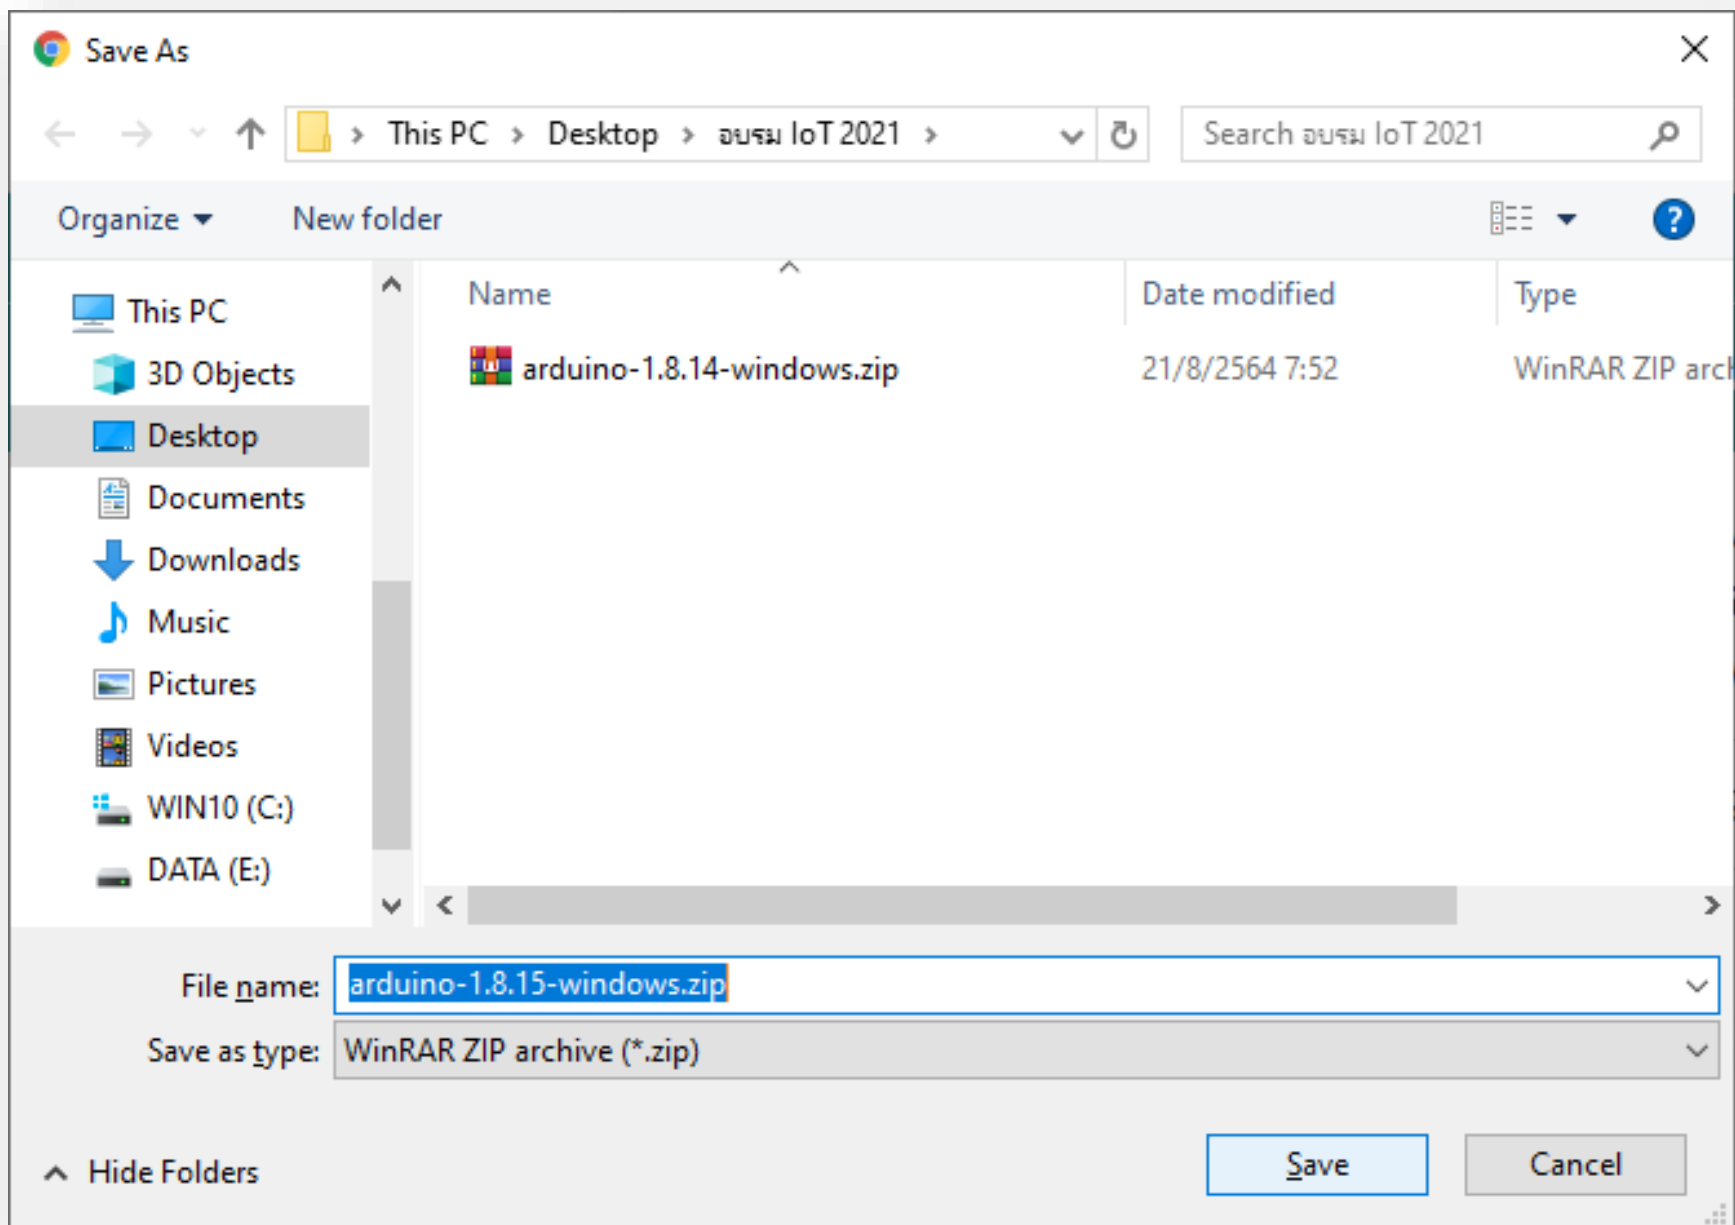 Save As
This PC > Desktop > อบรม IoT 2021 >
Search อบรม IoT 2021
Organize New folder
?
This PC
3D Objects
Desktop
Documents
Downloads
Music
Pictures
Videos
WIN10 (C:)
DATA (E:)
Name Date modified Type
arduino-1.8.14-windows.zip 21/8/2564 7:52 WinRAR ZIP arch
File name: arduino-1.8.15-windows.zip
Save as type: WinRAR ZIP archive (*.zip)
Hide Folders
Save
Cancel